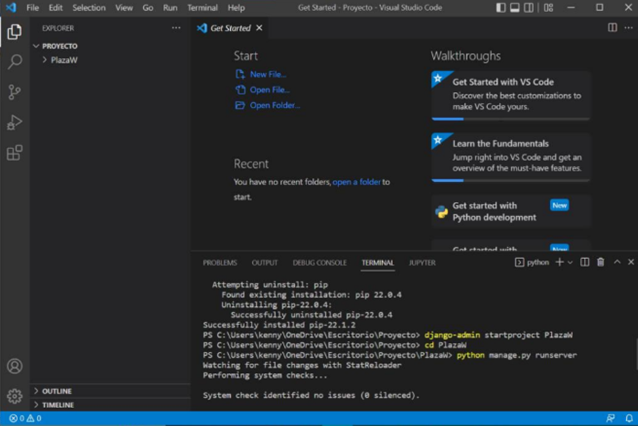 File Edit Selection View Go Run Terminal Help Get Started - Proyecto - Visual Studio Code
EXPLORER
PROYECTO
PlazaW
OUTLINE
TIMELINE
Get Started
Start
New File...
Open File...
Open Folder...
Recent
You have no recent folders, open a folder to
start.
Walkthroughs
Get Started with VS Code
Discover the best customizations to
make VS Code yours.
Learn the Fundamentals
Jump right into VS Code and get an
overview of the must-have features.
Get started with
Python development
New
Get started with
PROBLEMS OUTPUT DEBUG CONSOLE TERMINAL JUPYTER
python
Attempting uninstall: pip
Found existing installation: pip 22.0.4
Uninstalling pip-22.0.4:
Successfully uninstalled pip-22.0.4
Successfully installed pip-22.1.2
PS C:\Users\kenny\OneDrive\Escritorio\Proyecto> django-admin startproject PlazaW
PS C:\Users\kenny\OneDrive\Escritorio\Proyecto> cd PlazaW
PS C:\Users\kenny\OneDrive\Escritorio\Proyecto\PlazaW> python manage.py runserver
Watching for file changes with StatReloader
Performing system checks...
System check identified no issues (0 silenced).
0 0